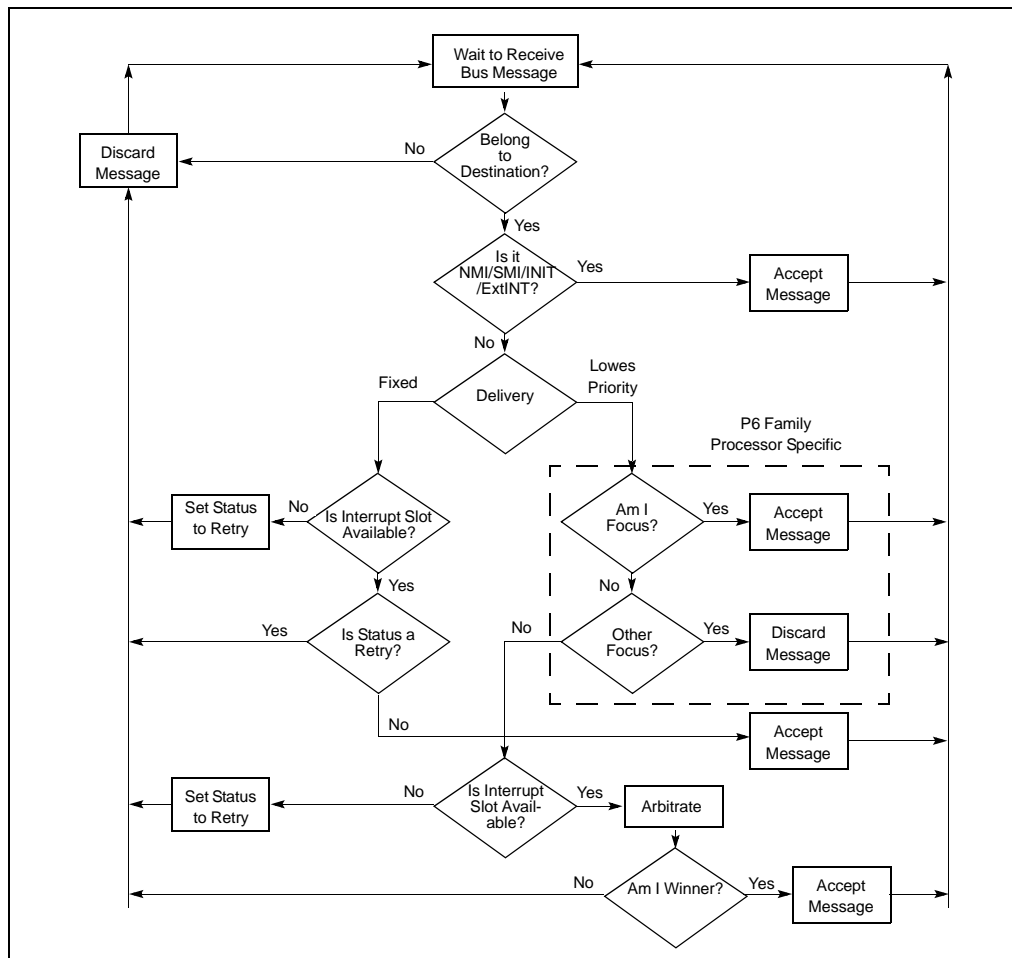 Wait to Receive
Bus Message
Belong
to
Destination?
No
Discard
Message
Yes
Is it
NMI/SMI/INIT
/ExtINT?
Yes
Accept
Message
No
Delivery
Fixed
Lowes
Priority
P6 Family
Processor Specific
Set Status
to Retry
No
Is Interrupt Slot
Available?
Am I
Focus?
Yes
Accept
Message
Yes
No
Yes
Is Status a
Retry?
No
Other
Focus?
Yes
Discard
Message
No
Accept
Message
Set Status
to Retry
No
Is Interrupt
Slot Avail-
able?
Yes
Arbitrate
No
Am I Winner?
Yes
Accept
Message